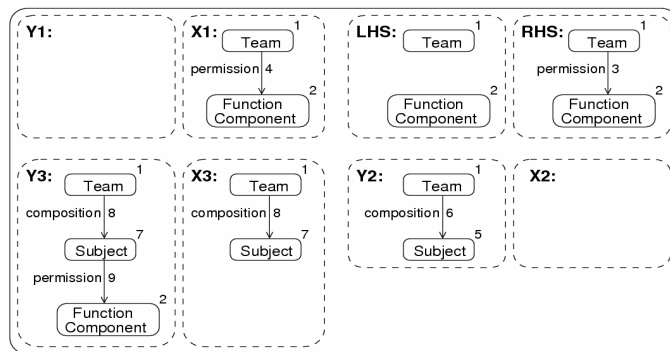 Y1:
X1:
Team 1
permission 4
Function
Component 2
LHS:
Team 1
Function
Component 2
RHS:
Team 1
permission 3
Function
Component 2
Y3:
Team 1
composition 8
Subject 7
permission 9
Function
Component 2
X3:
Team 1
composition 8
Subject 7
Y2:
Team 1
composition 6
Subject 5
X2: